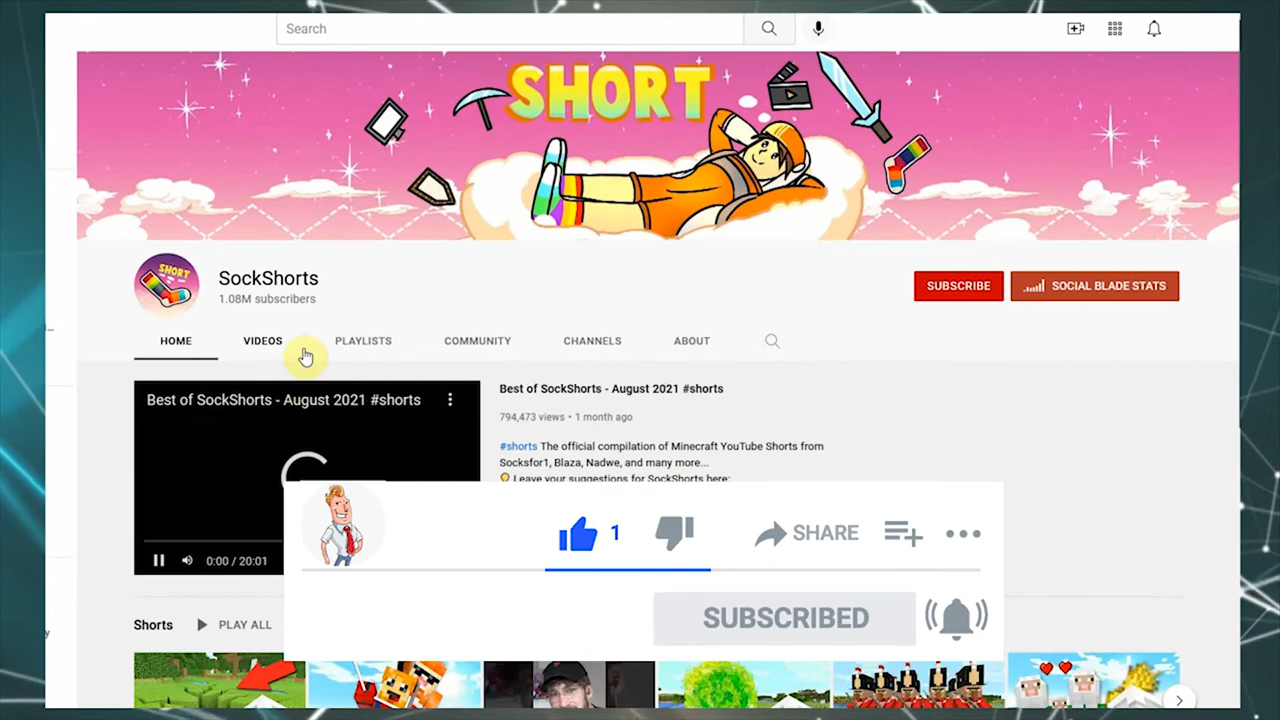 Search
SHORT
SHORT
SockShorts
1.08M subscribers
SUBSCRIBE
SOCIAL BLADE STATS
HOME
VIDEOS
PLAYLISTS
COMMUNITY
CHANNELS
ABOUT
Best of SockShorts - August 2021 #shorts
0:00 / 20:01
Best of SockShorts - August 2021 #shorts
794,473 views • 1 month ago
#shorts The official compilation of Minecraft YouTube Shorts from
Socksfor1, Blaza, Nadwe, and many more...
Leave your suggestions for SockShorts here:
1
SHARE
SUBSCRIBED
Shorts
PLAY ALL